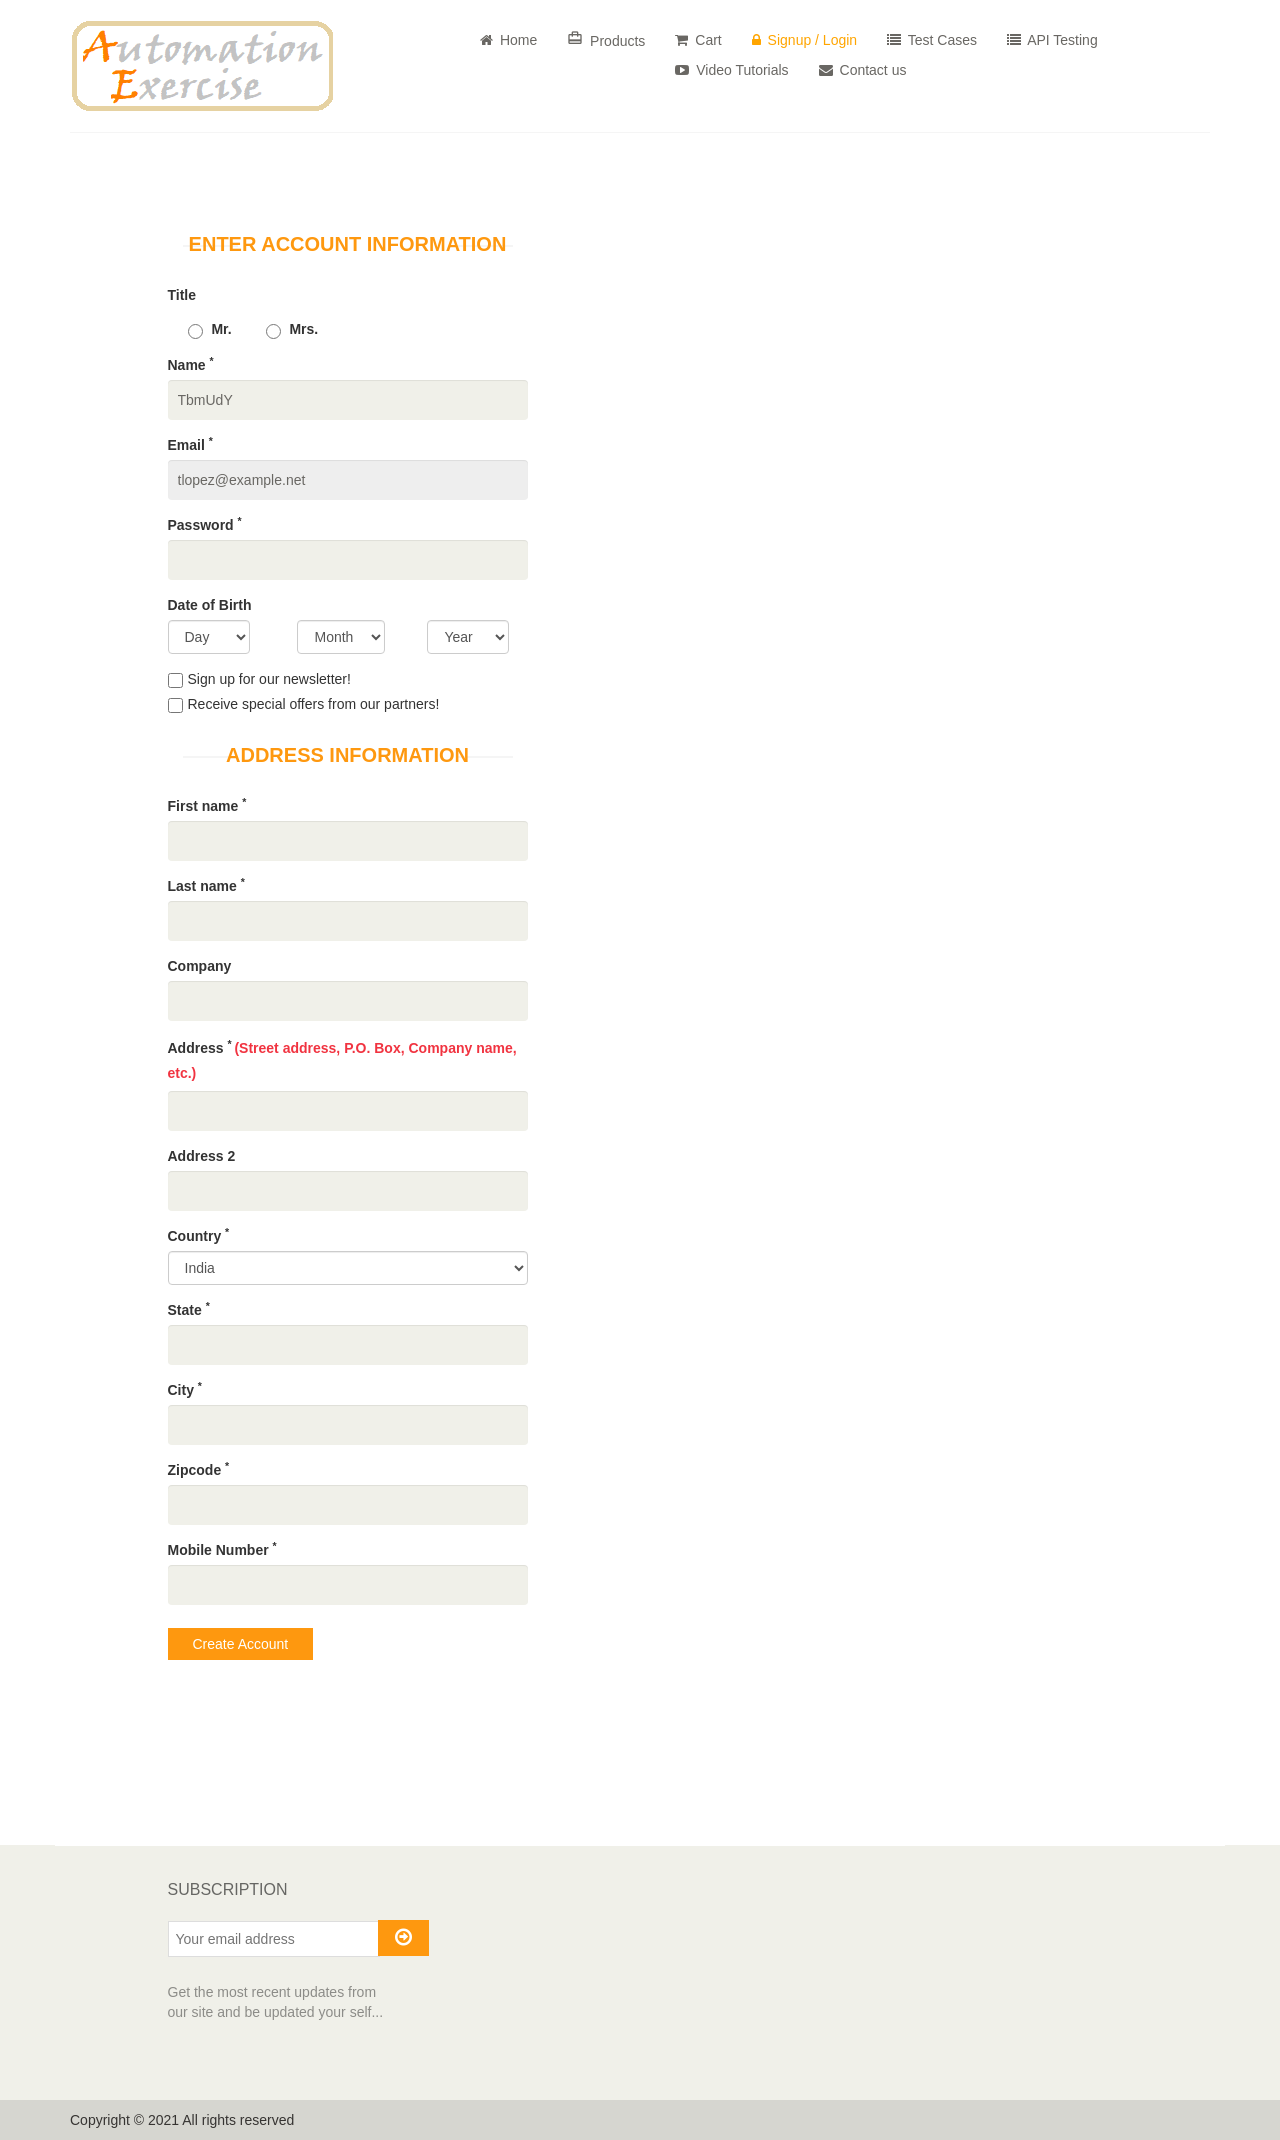 Automation
Exercise
Home Products Cart Signup / Login Test Cases API Testing
Video Tutorials Contact us
ENTER ACCOUNT INFORMATION
Title
Mr. Mrs.
Name *
TbmUdY
Email *
tlopez@example.net
Password *
Date of Birth
Day Month Year
Sign up for our newsletter!
Receive special offers from our partners!
ADDRESS INFORMATION
First name *
Last name *
Company
Address * (Street address, P.O. Box, Company name,
etc.)
Address 2
Country *
India
State *
City *
Zipcode *
Mobile Number *
Create Account
SUBSCRIPTION
Your email address
Get the most recent updates from
our site and be updated your self...
Copyright © 2021 All rights reserved